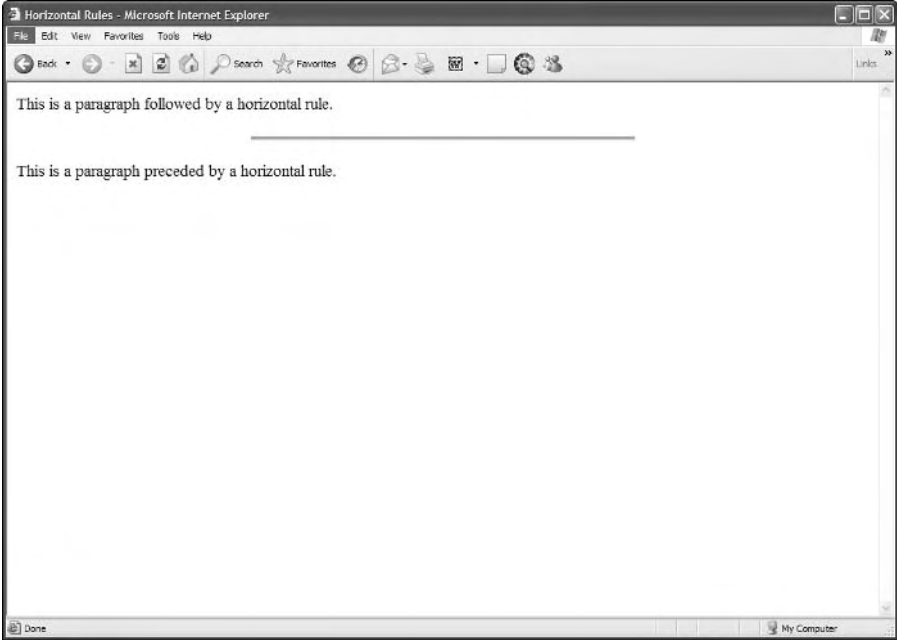 Horizontal Rules - Microsoft Internet Explorer
File Edit View Favorites Tools Help
Back Search Favorites Links
This is a paragraph followed by a horizontal rule.
This is a paragraph preceded by a horizontal rule.
Done My Computer